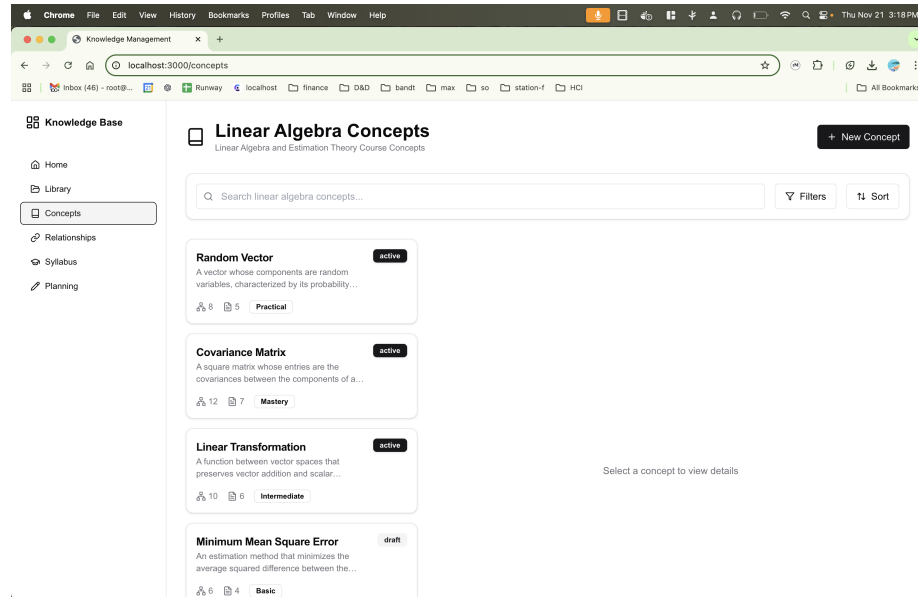 Chrome File Edit View History Bookmarks Profiles Tab Window Help Thu Nov 21 3:18 PM
Knowledge Management
localhost:3000/concepts
Inbox (46) - root@... Runway localhost finance D&D bandt max so station-f HCI All Bookmarks
Knowledge Base
Home
Library
Concepts
Relationships
Syllabus
Planning
Linear Algebra Concepts
Linear Algebra and Estimation Theory Course Concepts
+ New Concept
Search linear algebra concepts...
Filters
Sort
Random Vector active
A vector whose components are random
variables, characterized by its probability...
8 5 Practical
Covariance Matrix active
A square matrix whose entries are the
covariances between the components of a...
12 7 Mastery
Linear Transformation active
A function between vector spaces that
preserves vector addition and scalar...
10 6 Intermediate
Minimum Mean Square Error draft
An estimation method that minimizes the
average squared difference between the...
6 4 Basic
Select a concept to view details